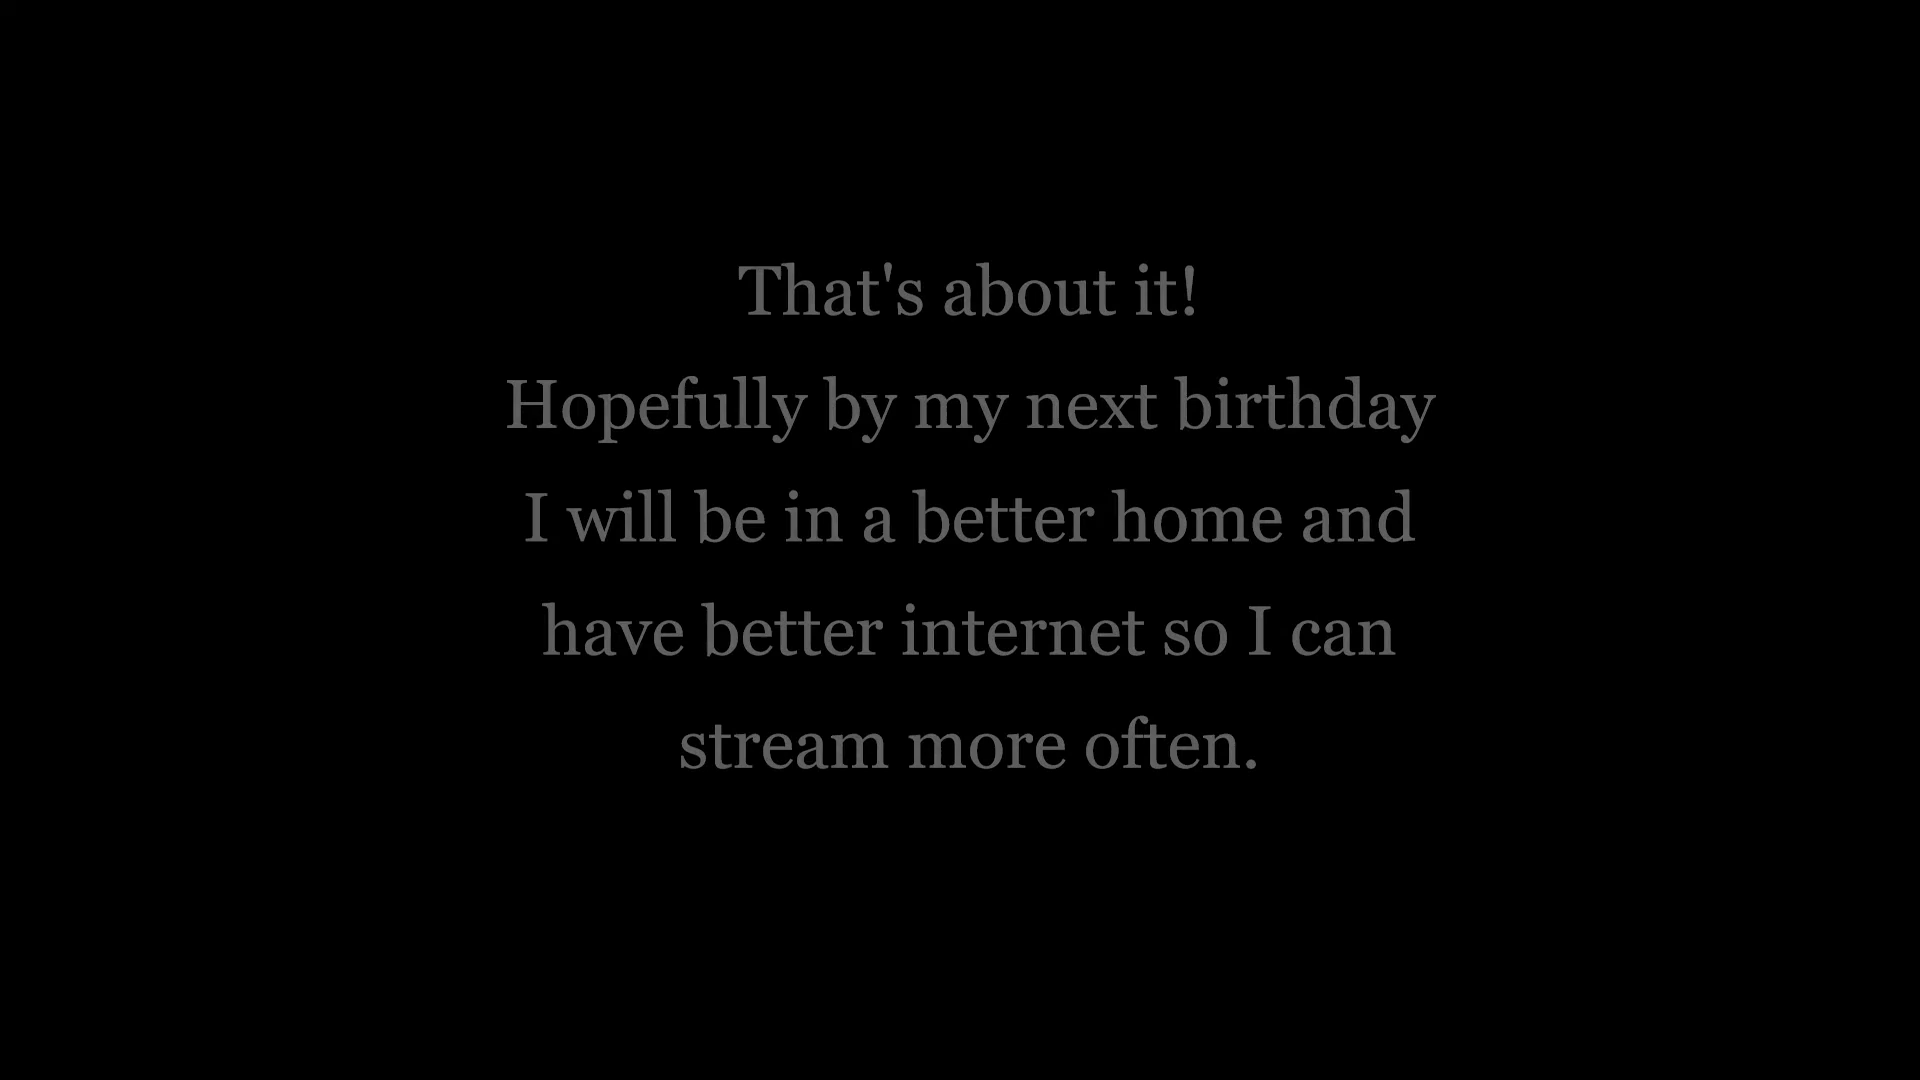 That's about it!
Hopefully by my next birthday
I will be in a better home and
have better internet so I can
stream more often.